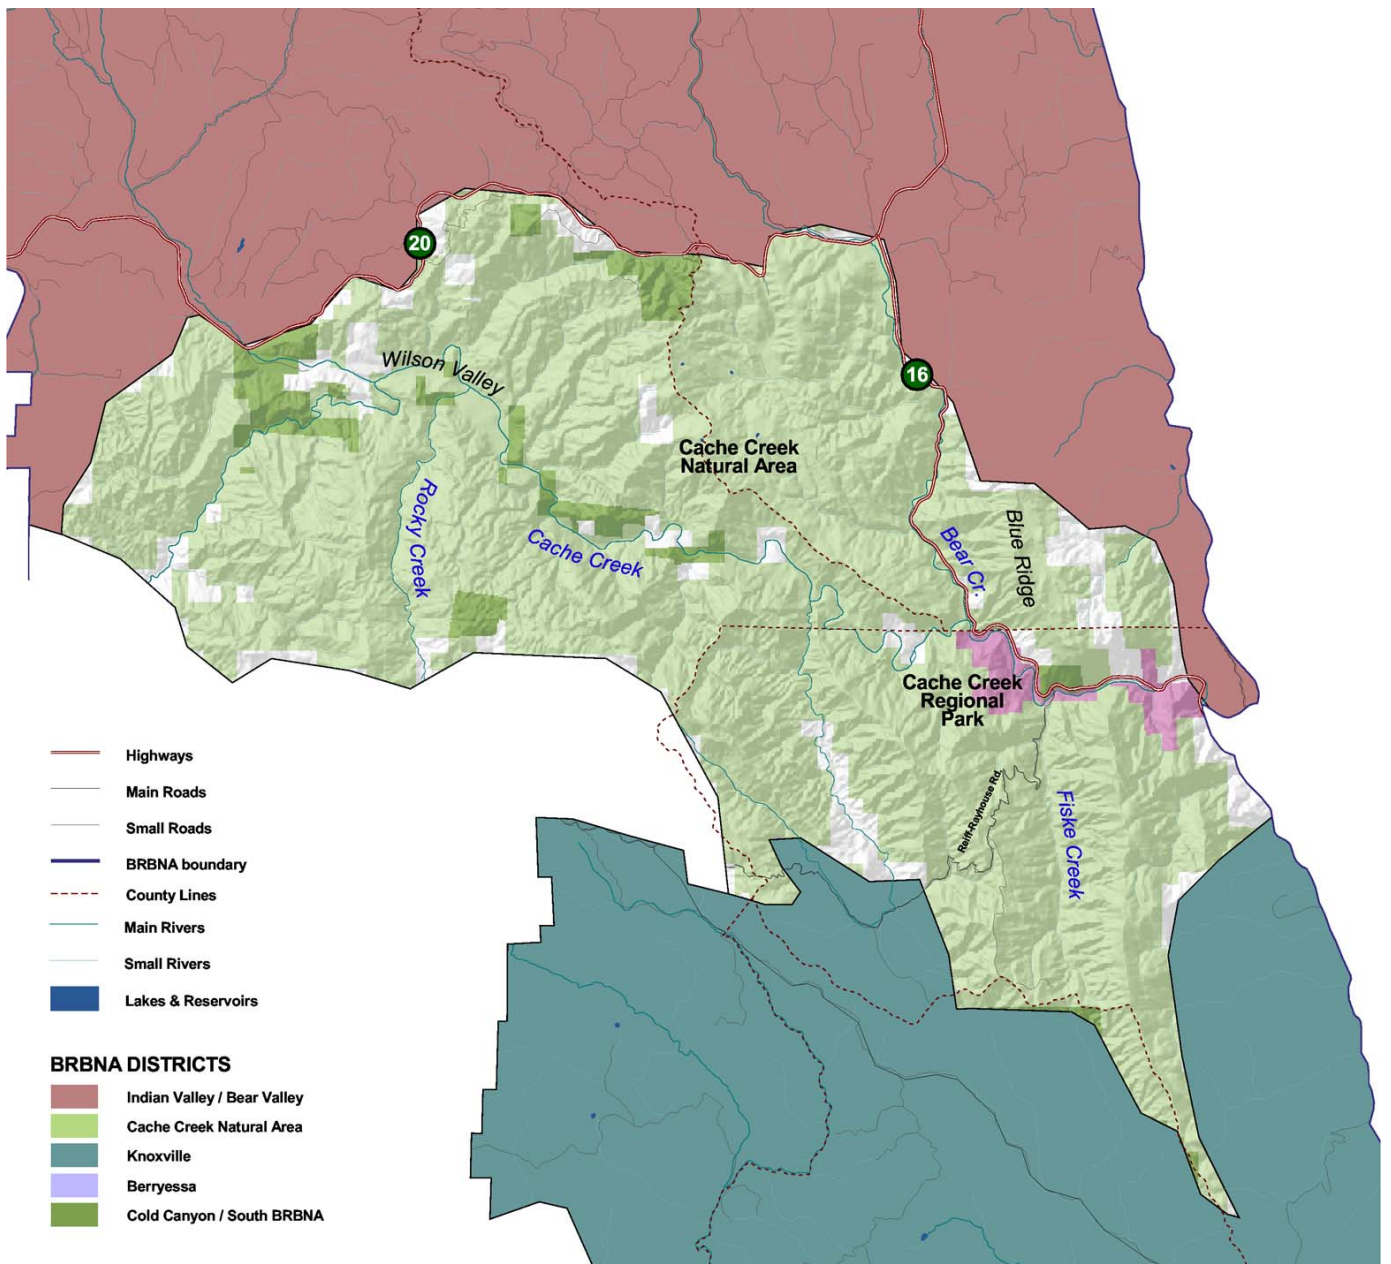 20
Wilson Valley
16
Cache Creek
Natural Area
Rocky Creek
Cache Creek
Bear Cr.
Blue Ridge
Cache Creek
Regional
Park
Reiff-Rayhouse Rd.
Fiske Creek
Highways
Main Roads
Small Roads
BRBNA boundary
County Lines
Main Rivers
Small Rivers
Lakes & Reservoirs
BRBNA DISTRICTS
Indian Valley / Bear Valley
Cache Creek Natural Area
Knoxville
Berryessa
Cold Canyon / South BRBNA